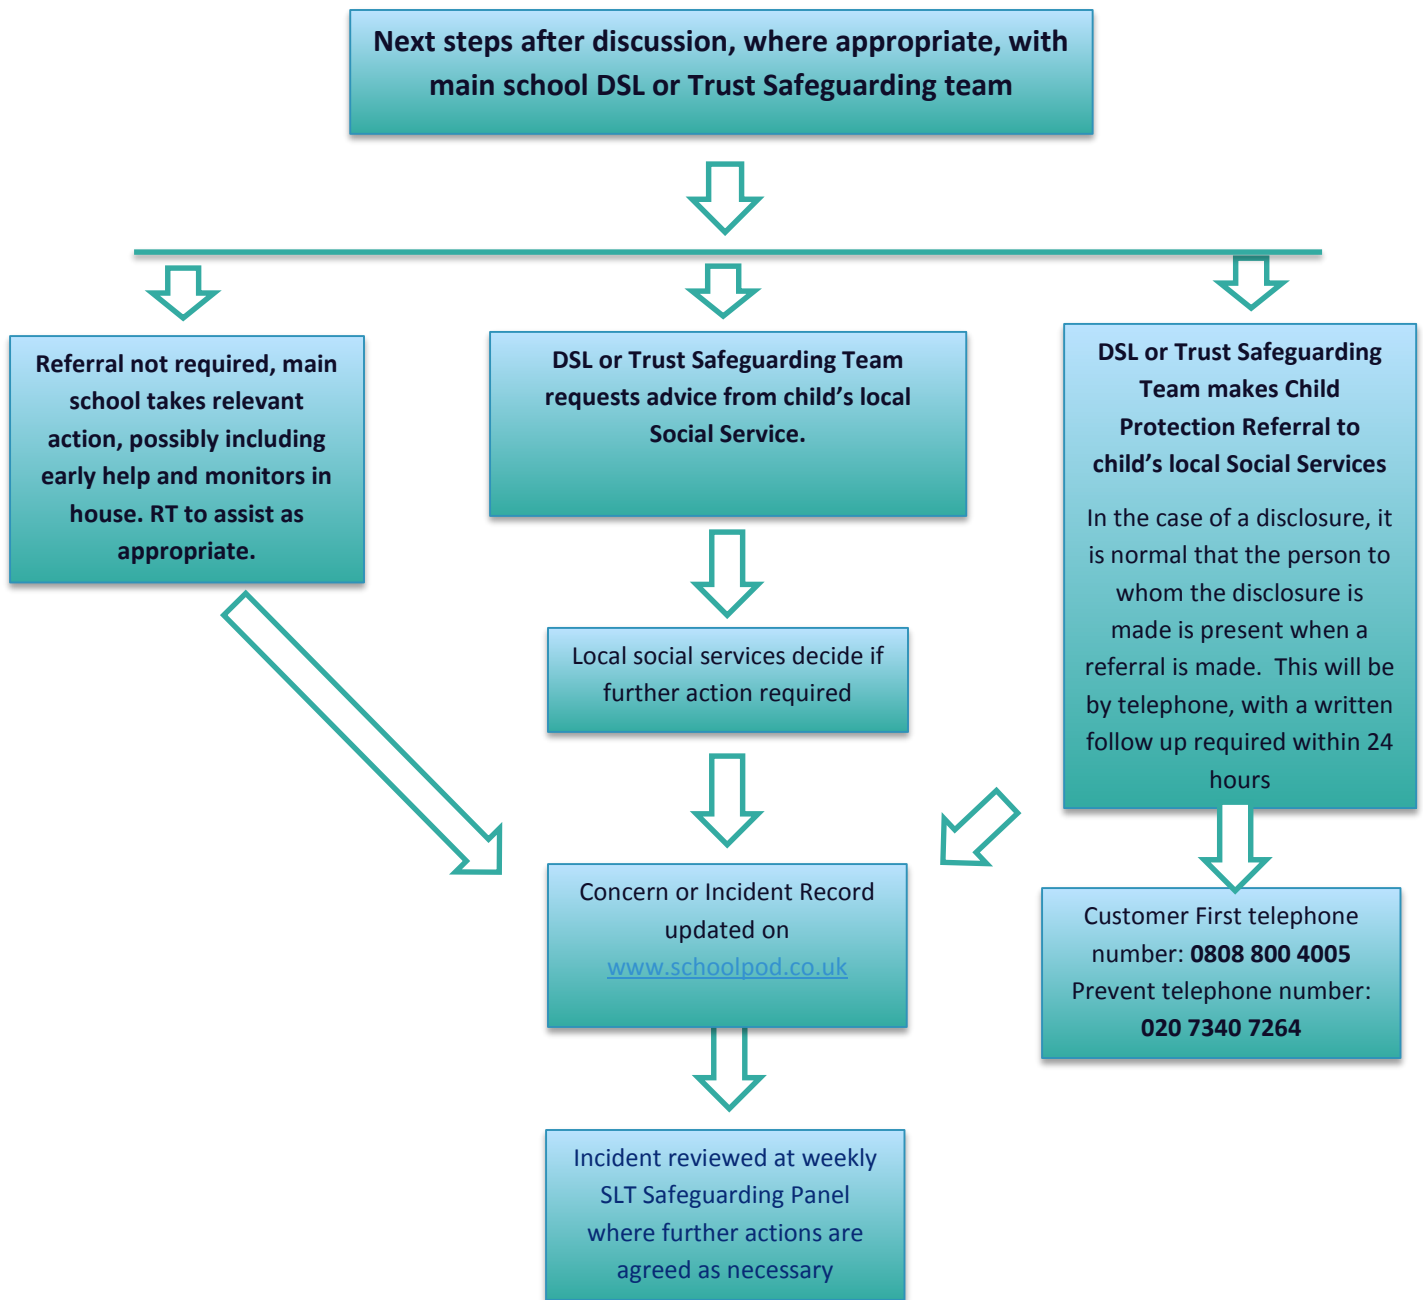 Next steps after discussion, where appropriate, with
main school DSL or Trust Safeguarding team
Referral not required, main
school takes relevant
action, possibly including
early help and monitors in
house. RT to assist as
appropriate.
DSL or Trust Safeguarding Team
requests advice from child’s local
Social Service.
DSL or Trust Safeguarding
Team makes Child
Protection Referral to
child’s local Social Services
In the case of a disclosure, it
is normal that the person to
whom the disclosure is
made is present when a
referral is made.  This will be
by telephone, with a written
follow up required within 24
hours
Local social services decide if
further action required
Concern or Incident Record
updated on
www.schoolpod.co.uk
Customer First telephone
number: 0808 800 4005
Prevent telephone number:
020 7340 7264
Incident reviewed at weekly
SLT Safeguarding Panel
where further actions are
agreed as necessary